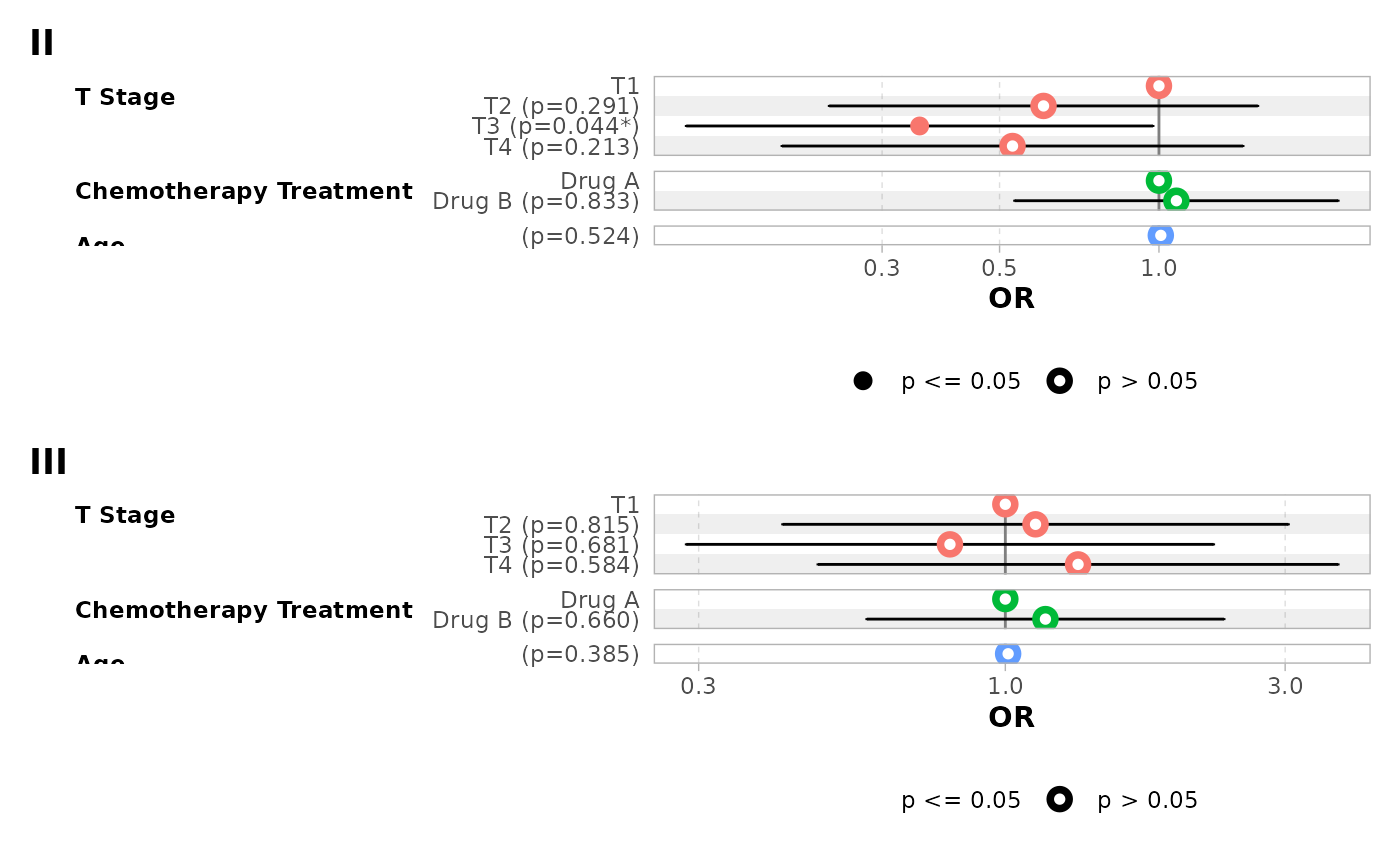 II
T Stage
T1
T2 (p=0.291)
T3 (p=0.044*)
T4 (p=0.213)
Chemotherapy Treatment
Drug A
Drug B (p=0.833)
Age
(p=0.524)
0.3 0.5 1.0
OR
p <= 0.05 p > 0.05
III
T Stage
T1
T2 (p=0.815)
T3 (p=0.681)
T4 (p=0.584)
Chemotherapy Treatment
Drug A
Drug B (p=0.660)
Age
(p=0.385)
0.3 1.0 3.0
OR
p <= 0.05 p > 0.05